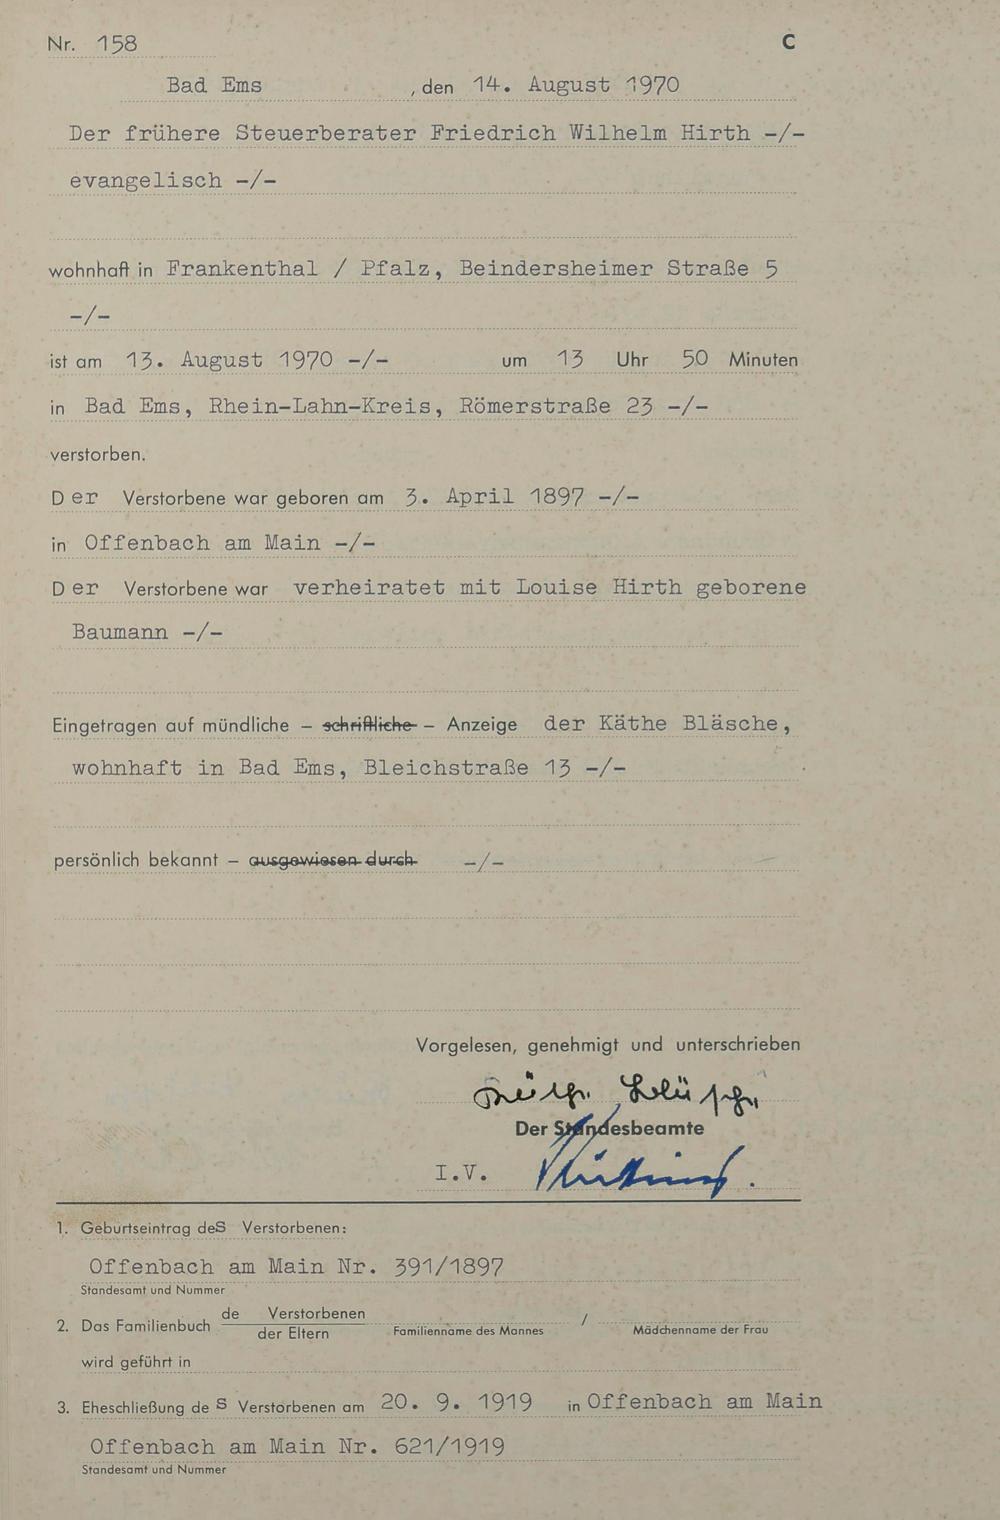 Nr. 158 C
Bad Ems , den 14. August 1970
Der frühere Steuerberater Friedrich Wilhelm Hirth -/-
evangelisch -/-
wohnhaft in Frankenthal / Pfalz, Beindersheimer Straße 5
-/-
ist am 13. August 1970 -/- um 13 Uhr 50 Minuten
in Bad Ems, Rhein-Lahn-Kreis, Römerstraße 23 -/-
verstorben.
Der Verstorbene war geboren am 3. April 1897 -/-
in Offenbach am Main -/-
Der Verstorbene war verheiratet mit Louise Hirth geborene
Baumann -/-
Eingetragen auf mündliche – schriftliche – Anzeige der Käthe Bläsche,
wohnhaft in Bad Ems, Bleichstraße 13 -/-
persönlich bekannt – ausgewiesen durch -/-
Vorgelesen, genehmigt und unterschrieben
Der Standesbeamte
I.V.
1. Geburtseintrag des Verstorbenen:
Offenbach am Main Nr. 391/1897
Standesamt und Nummer
2. Das Familienbuch de Verstorbenen
der Eltern
Familienname des Mannes / Mädchenname der Frau
wird geführt in
3. Eheschließung de s Verstorbenen am 20. 9. 1919 in Offenbach am Main
Offenbach am Main Nr. 621/1919
Standesamt und Nummer